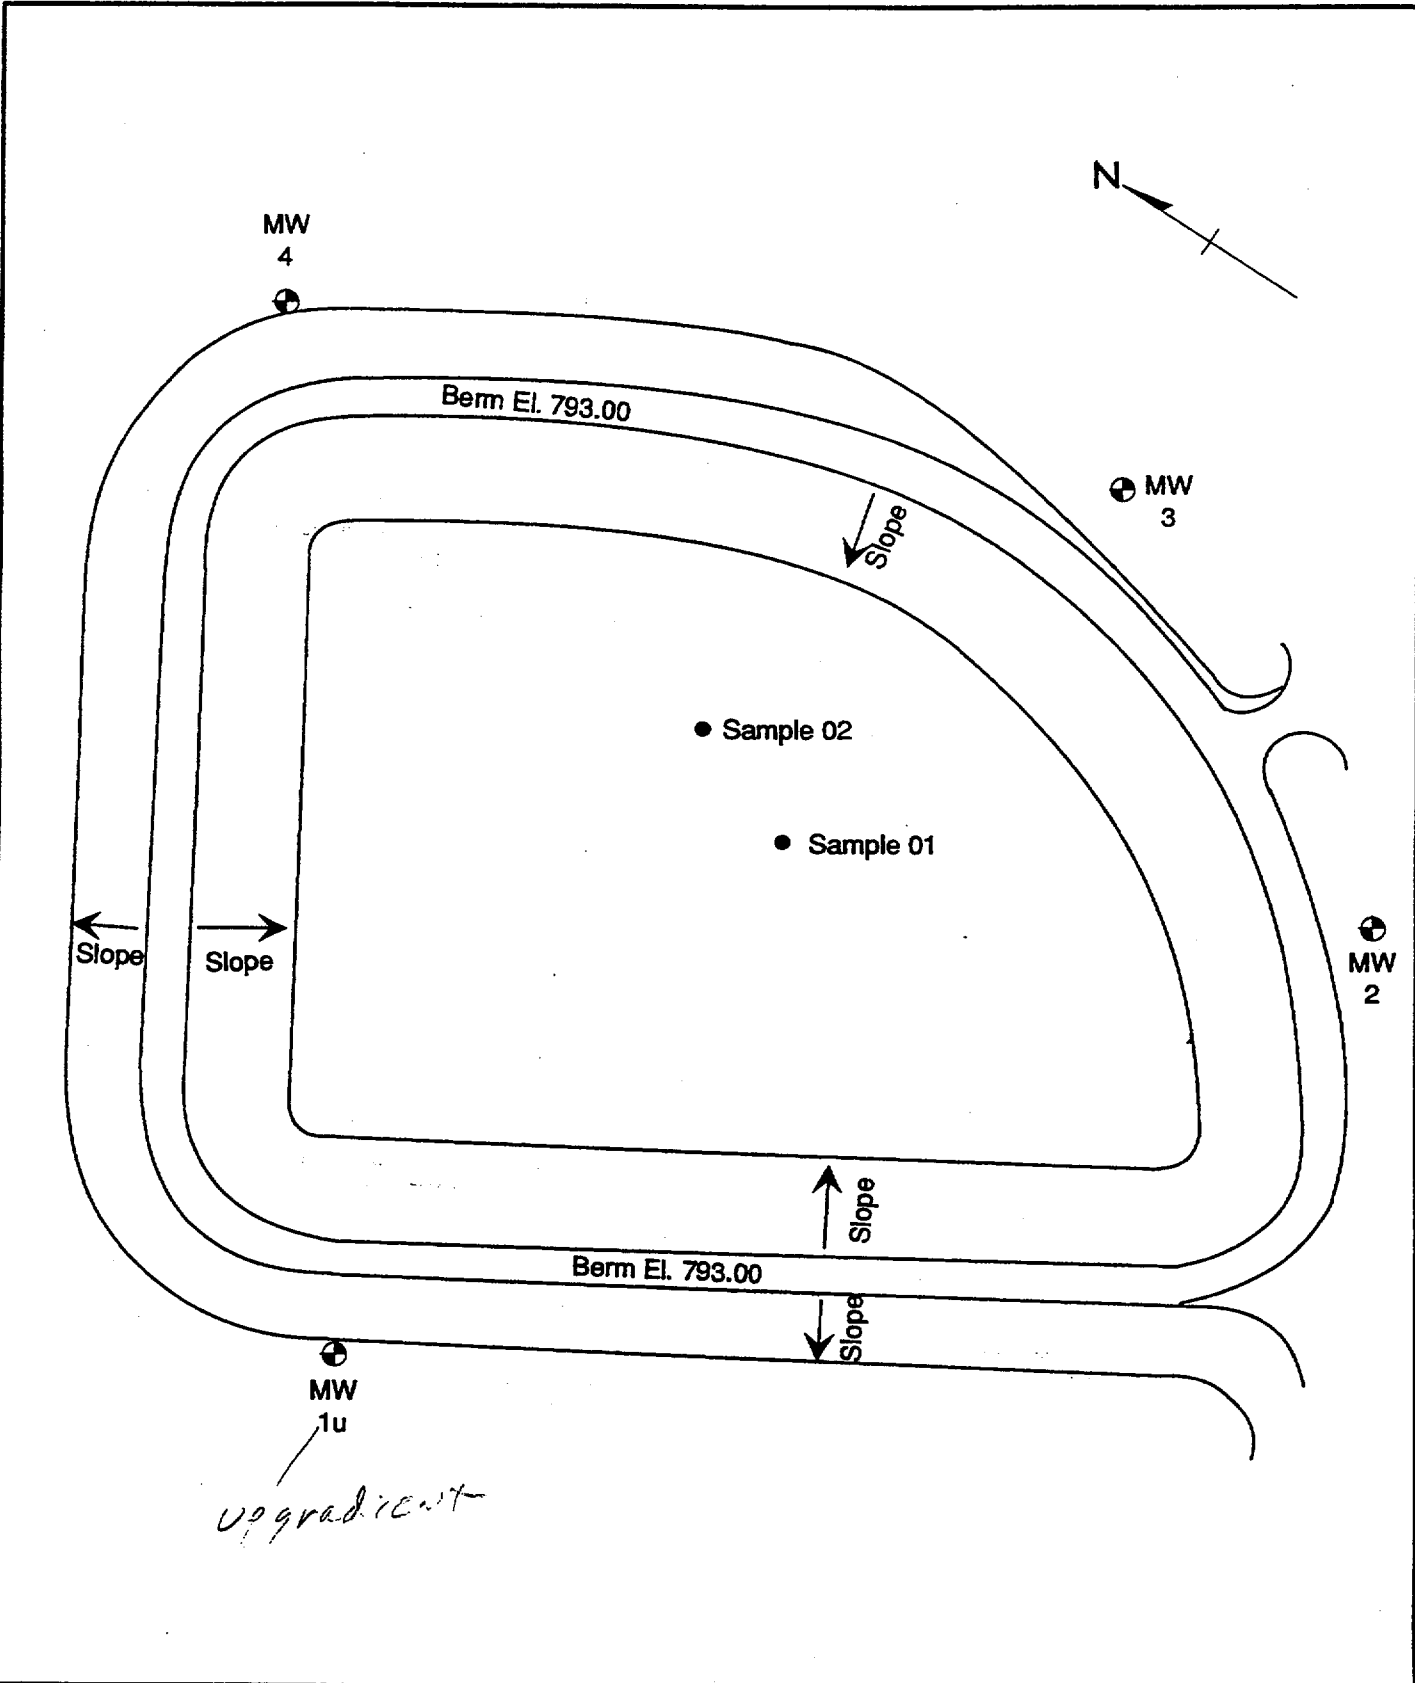 N
MW
4
Berm El. 793.00
MW
3
Slope
Sample 02
Sample 01
MW
2
Slope
Slope
Slope
Berm El. 793.00
Slope
MW
1u
upgradient